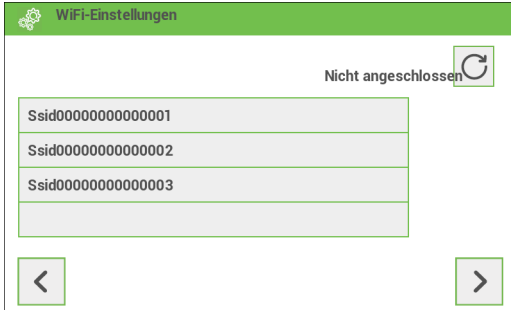 WiFi-Einstellungen
Nicht angeschlossen
Ssid00000000000001
Ssid00000000000002
Ssid00000000000003